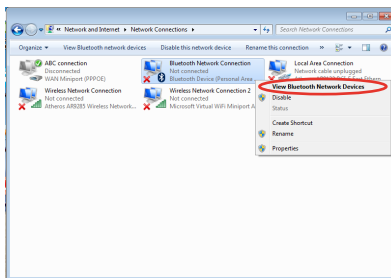 « Network and Internet ▸ Network Connections ▸
Search Network Connections
Organize View Bluetooth network devices Disable this network device Rename this connection »
ABC connection
Disconnected
WAN Miniport (PPPOE)
Bluetooth Network Connection
Not connected
Bluetooth Device (Personal Area...
Local Area Connection
Network cable unplugged
Wireless Network Connection
Not connected
Atheros AR9285 Wireless Network...
Wireless Network Connection 2
Not connected
Microsoft Virtual WiFi Miniport A
View Bluetooth Network Devices
Disable
Status
Create Shortcut
Rename
Properties